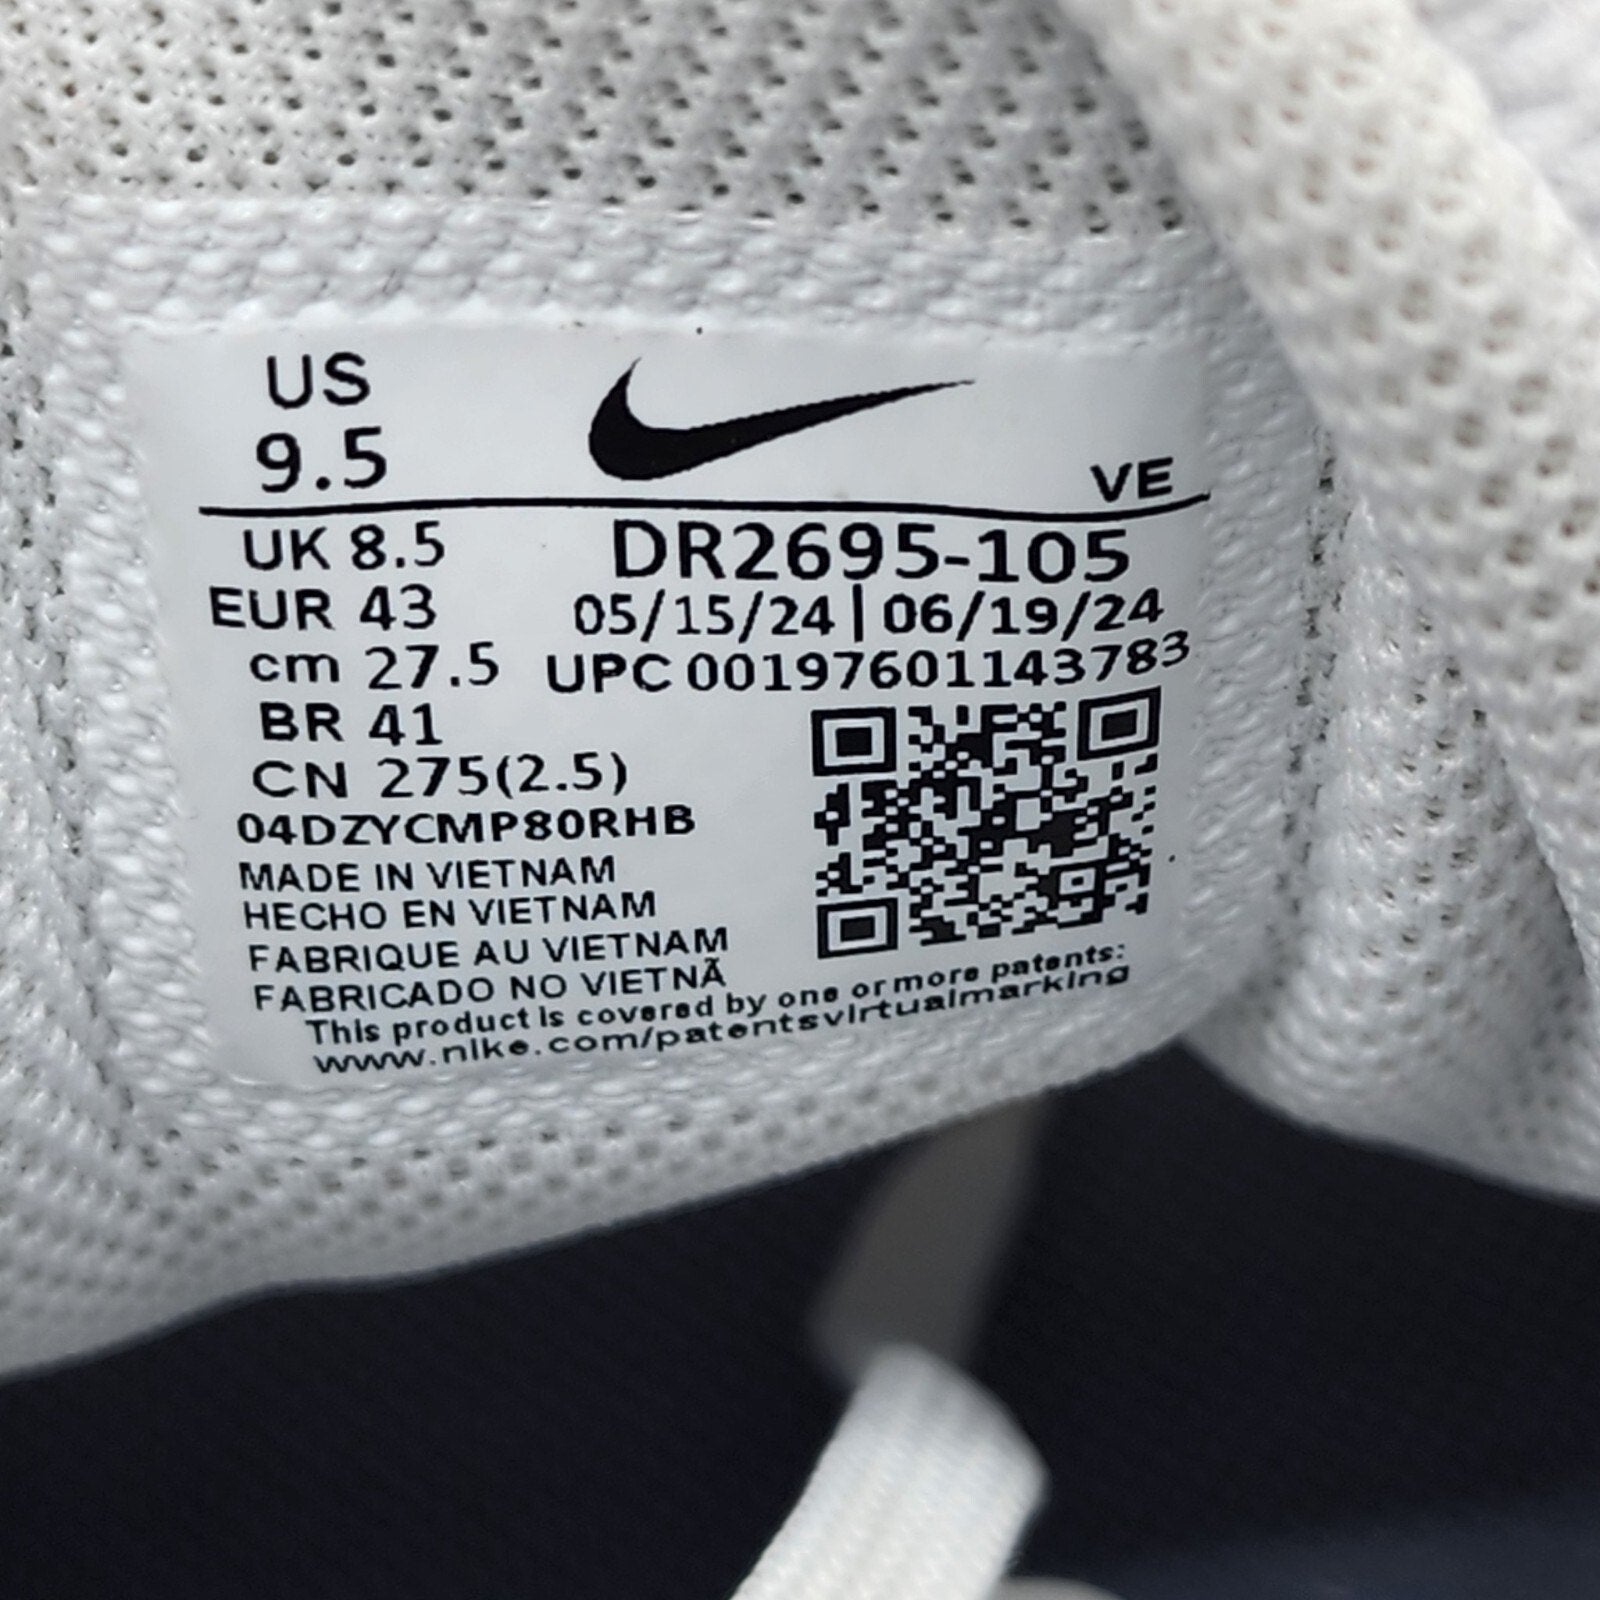 US
9.5
VE
UK 8.5
DR2695-105
EUR 43
05/15/24 | 06/19/24
cm 27.5
UPC 00197601143783
BR 41
CN 275(2.5)
04DZYCMP80RHB
MADE IN VIETNAM
HECHO EN VIETNAM
FABRIQUE AU VIETNAM
FABRICADO NO VIETNÃ
This product is covered by one or more patents:
www.nike.com/patentsvirtualmarking